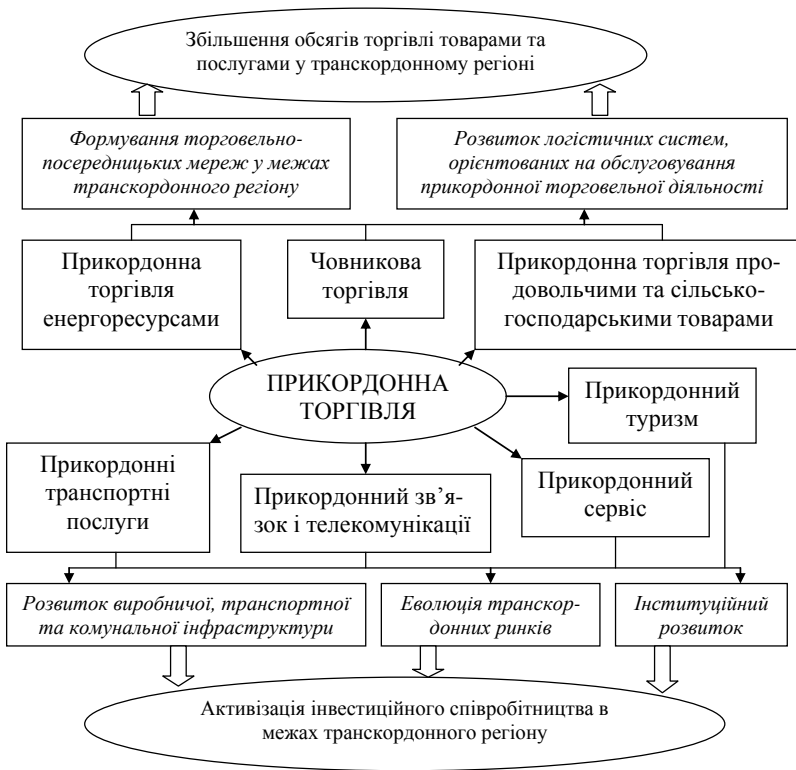 Збільшення обсягів торгівлі товарами та
послугами у транскордонному регіоні
Формування торговельно-
посередницьких мереж у межах
транскордонного регіону
Розвиток логістичних систем,
орієнтованих на обслуговування
прикордонної торговельної діяльності
Прикордонна
торгівля
енергоресурсами
Човникова
торгівля
Прикордонна торгівля про-
довольчими та сільсько-
господарськими товарами
ПРИКОРДОННА
ТОРГІВЛЯ
Прикордонний
туризм
Прикордонні
транспортні
послуги
Прикордонний зв’я-
зок і телекомунікації
Прикордонний
сервіс
Розвиток виробничої, транспортної
та комунальної інфраструктури
Еволюція транскор-
донних ринків
Інституційний
розвиток
Активізація інвестиційного співробітництва в
межах транскордонного регіону